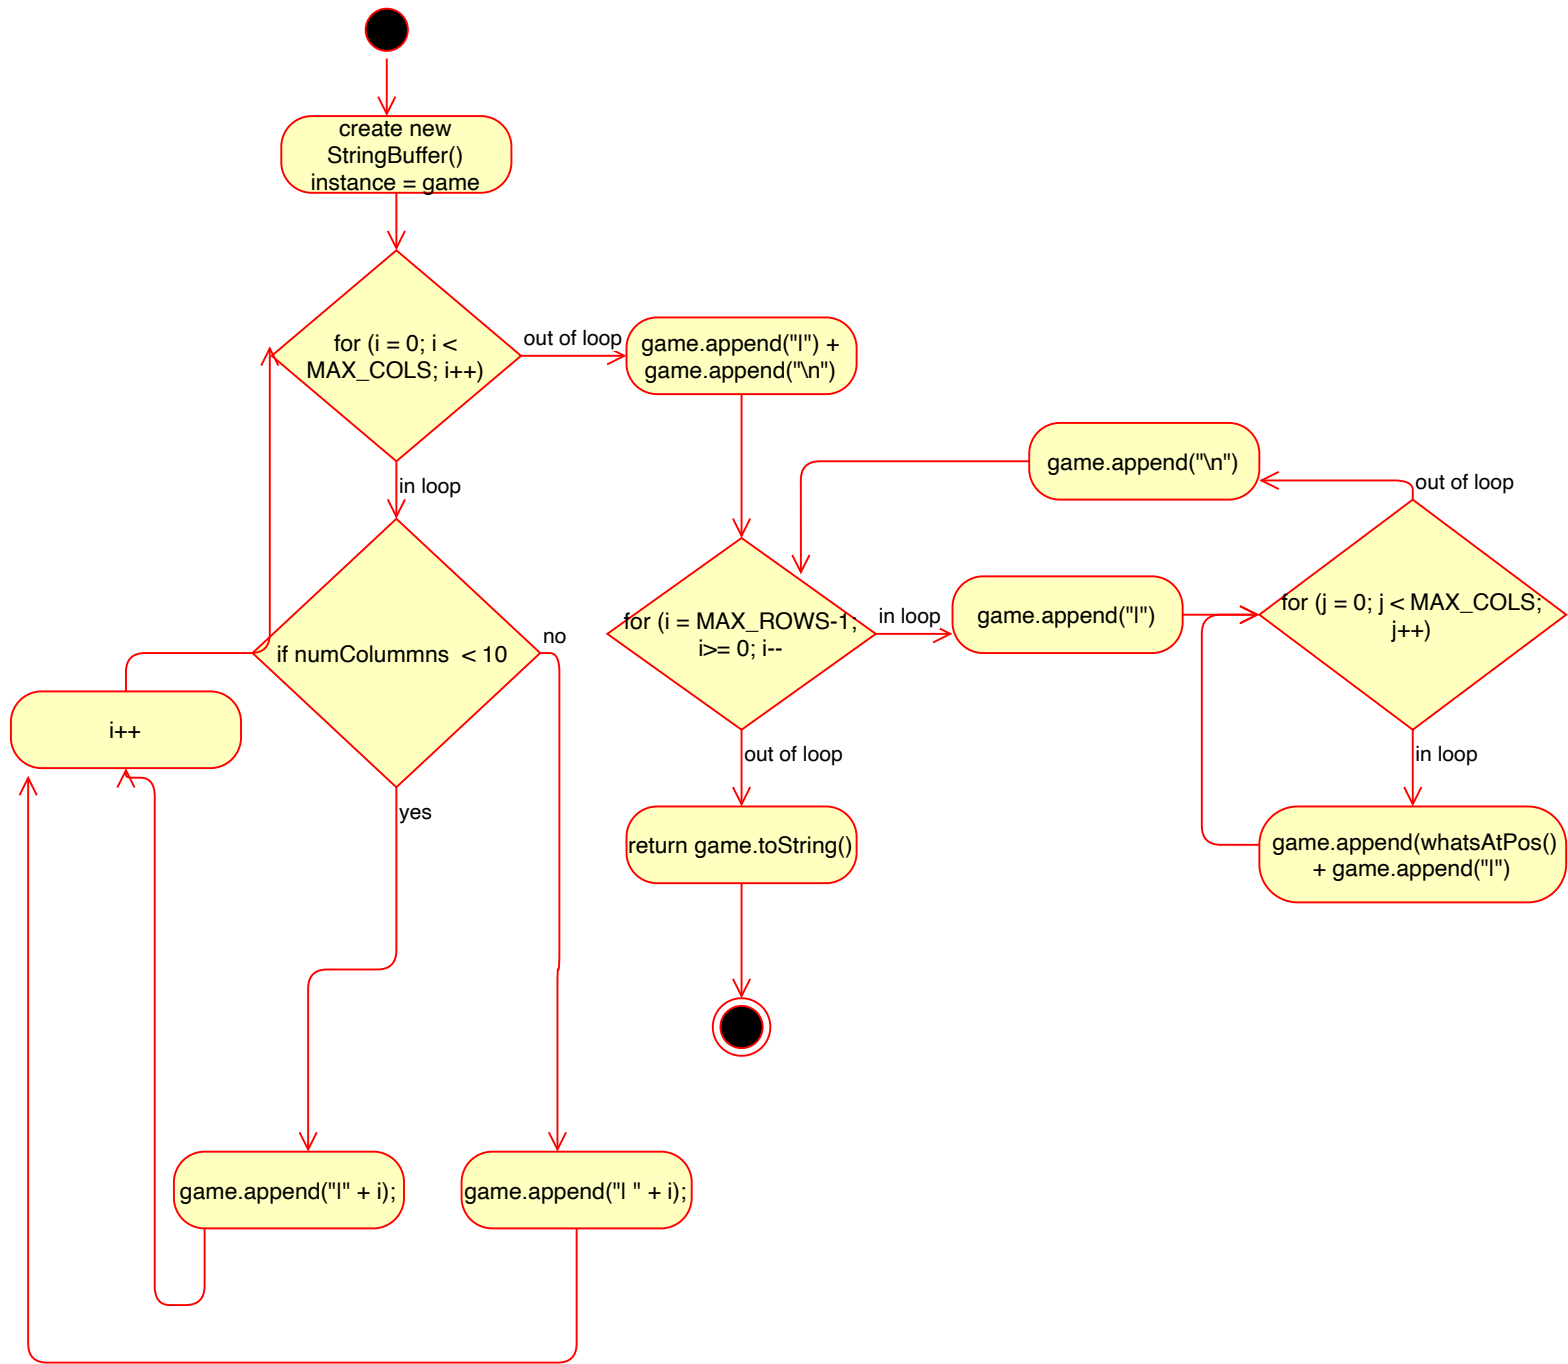 create new
StringBuffer()
instance = game
for (i = 0; i <
MAX_COLS; i++)
out of loop
game.append("l") +
game.append("\n")
in loop
if numColummns  < 10
no
yes
i++
game.append("l" + i);
game.append("l " + i);
for (i = MAX_ROWS-1;
i>= 0; i--
in loop
out of loop
return game.toString()
game.append("l")
game.append("\n")
out of loop
for (j = 0; j < MAX_COLS;
j++)
in loop
game.append(whatsAtPos()
+ game.append("l")